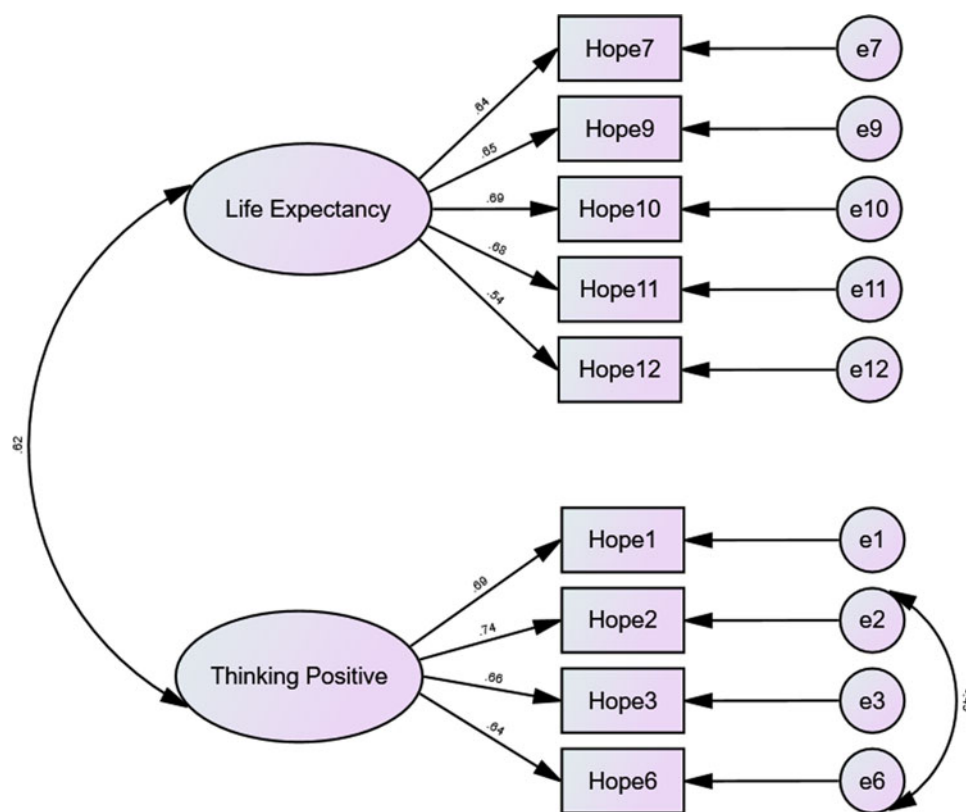 Hope7
e7
.64
Hope9
e9
.65
Life Expectancy
Hope10
e10
.69
Hope11
e11
.68
Hope12
e12
.54
.62
Hope1
e1
.69
Hope2
e2
.74
Thinking Positive
Hope3
e3
.66
Hope6
e6
.64